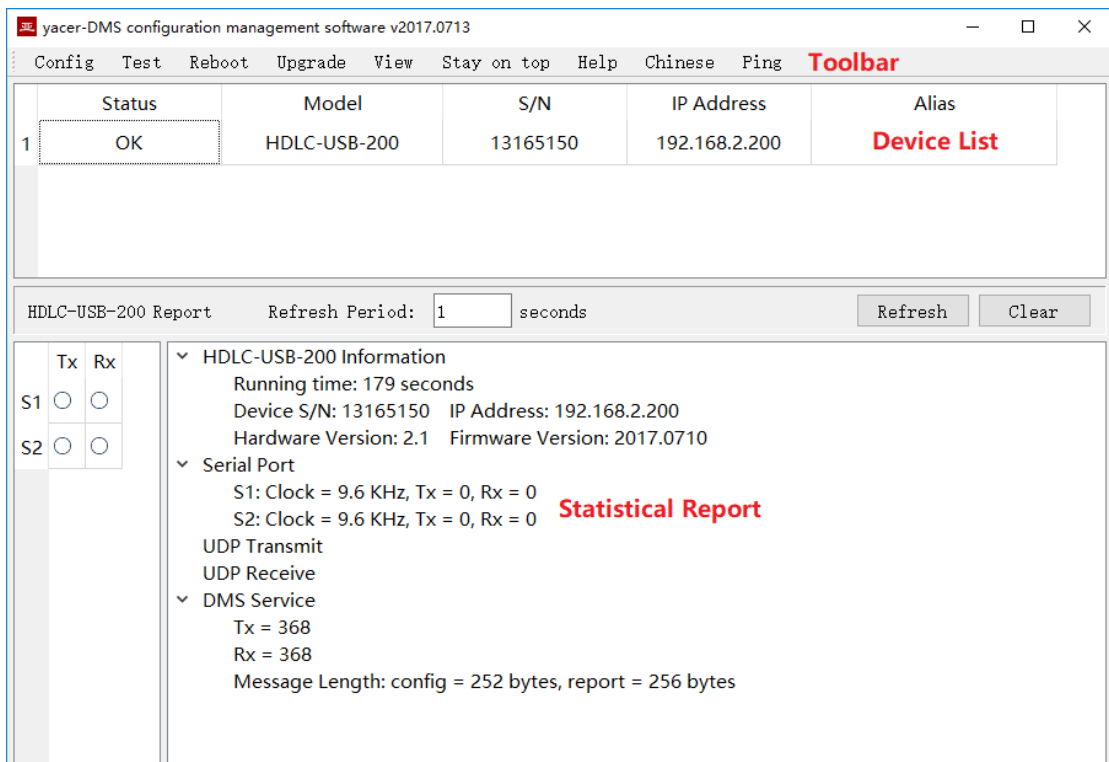 亚 yacer-DMS configuration management software v2017.0713
Config Test Reboot Upgrade View Stay on top Help Chinese Ping Toolbar
Status Model S/N IP Address Alias
1 OK HDLC-USB-200 13165150 192.168.2.200 Device List
HDLC-USB-200 Report Refresh Period: 1 seconds Refresh Clear
Tx Rx
S1
S2
HDLC-USB-200 Information
Running time: 179 seconds
Device S/N: 13165150 IP Address: 192.168.2.200
Hardware Version: 2.1 Firmware Version: 2017.0710
Serial Port
S1: Clock = 9.6 KHz, Tx = 0, Rx = 0
S2: Clock = 9.6 KHz, Tx = 0, Rx = 0
Statistical Report
UDP Transmit
UDP Receive
DMS Service
Tx = 368
Rx = 368
Message Length: config = 252 bytes, report = 256 bytes